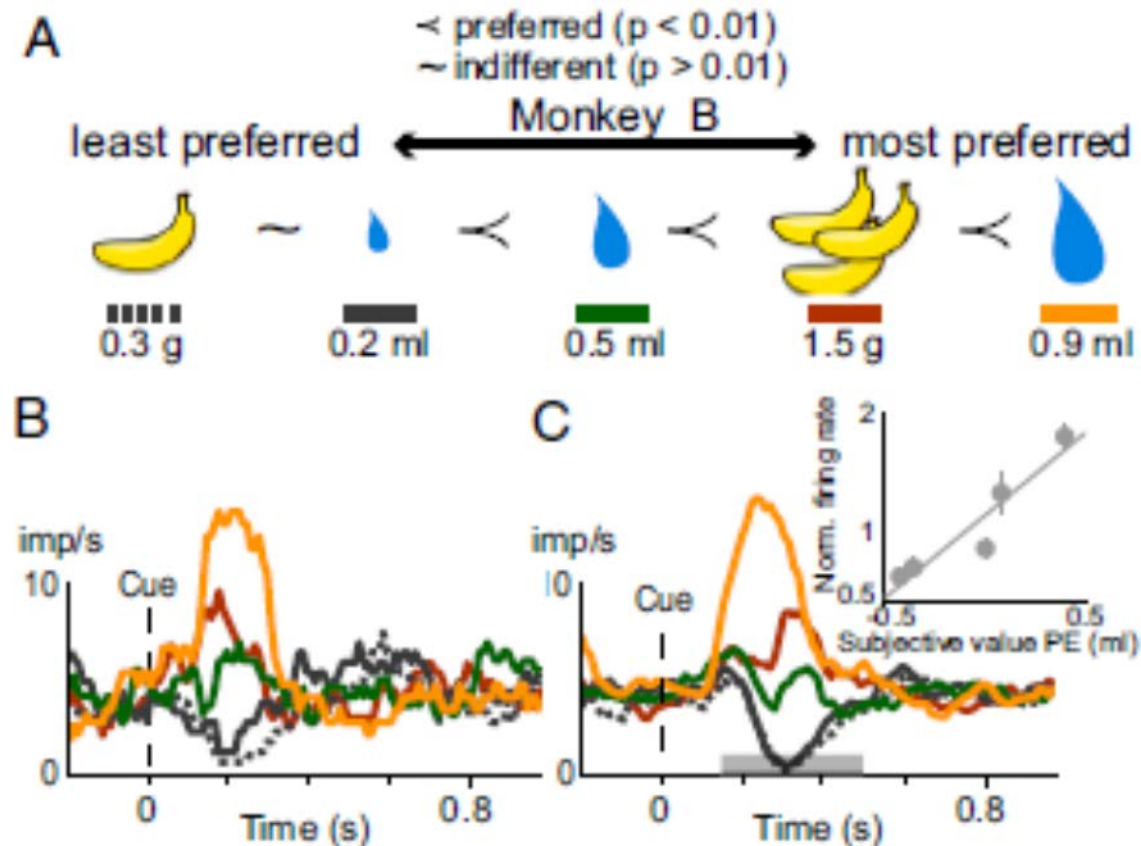 A
≺ preferred (p < 0.01)
~ indifferent (p > 0.01)
Monkey B
least preferred
most preferred
~ ≺ ≺ ≺
0.3 g 0.2 ml 0.5 ml 1.5 g 0.9 ml
B
imp/s
10
Cue
0
0 0.8
Time (s)
C
imp/s
10
Cue
0
0 0.8
Time (s)
Norm. firing rate
2
1
0.5
-0.5 0.5
Subjective value PE (ml)